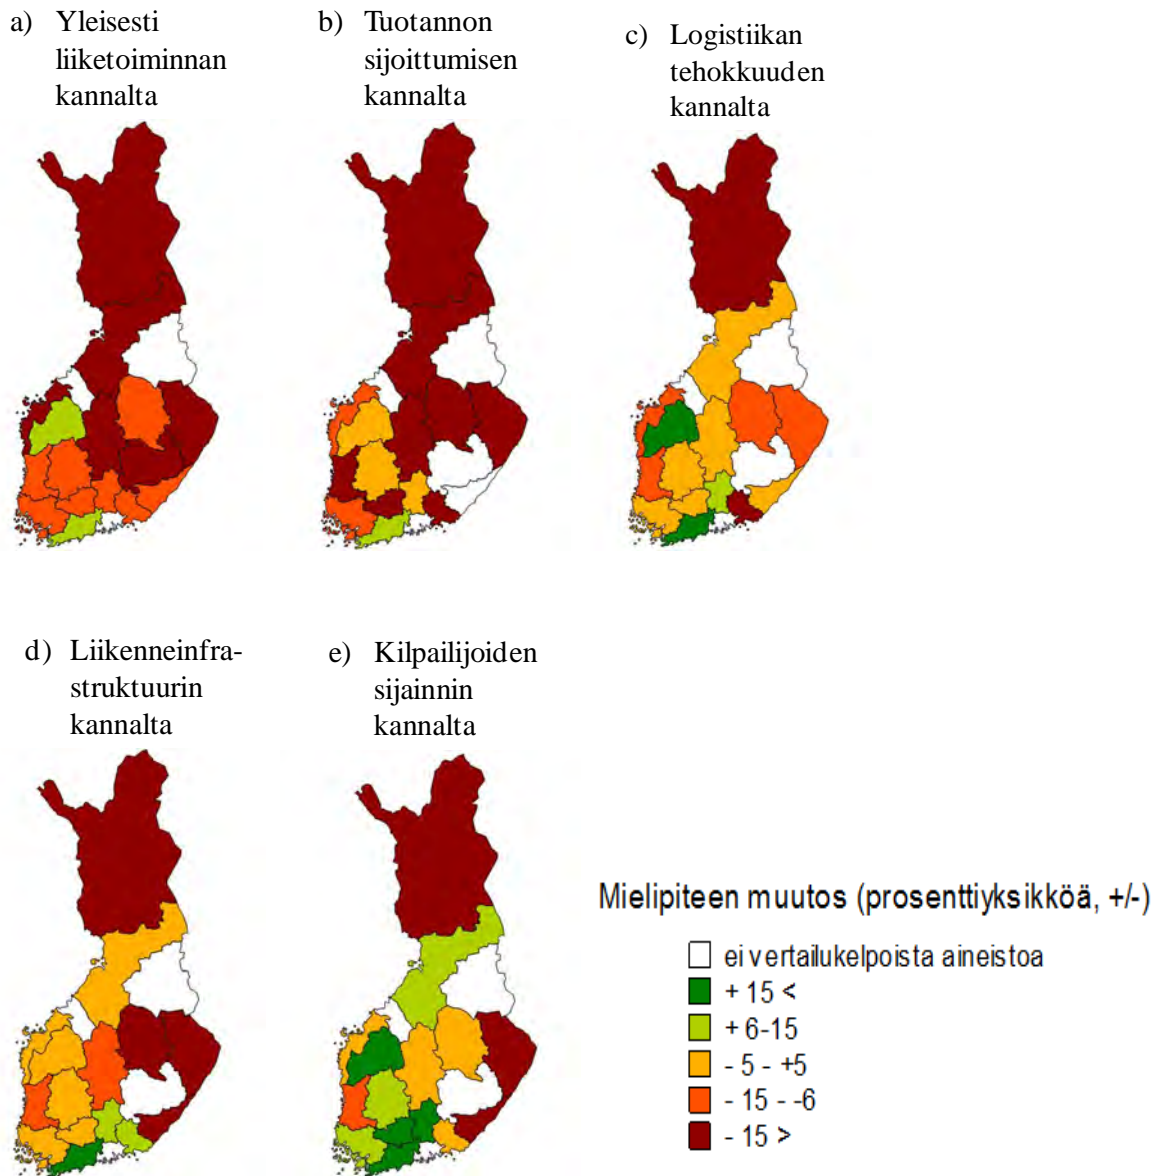 a) Yleisesti
liiketoiminnan
kannalta
b) Tuotannon
sijoittumisen
kannalta
c) Logistiikan
tehokkuuden
kannalta
d) Liikenneinfra-
struktuurin
kannalta
e) Kilpailijoiden
sijainnin
kannalta
Mielipiteen muutos (prosenttiyksikköä, +/-)
ei vertailukelpoista aineistoa
+ 15 <
+ 6-15
- 5 - +5
- 15 - -6
- 15 >